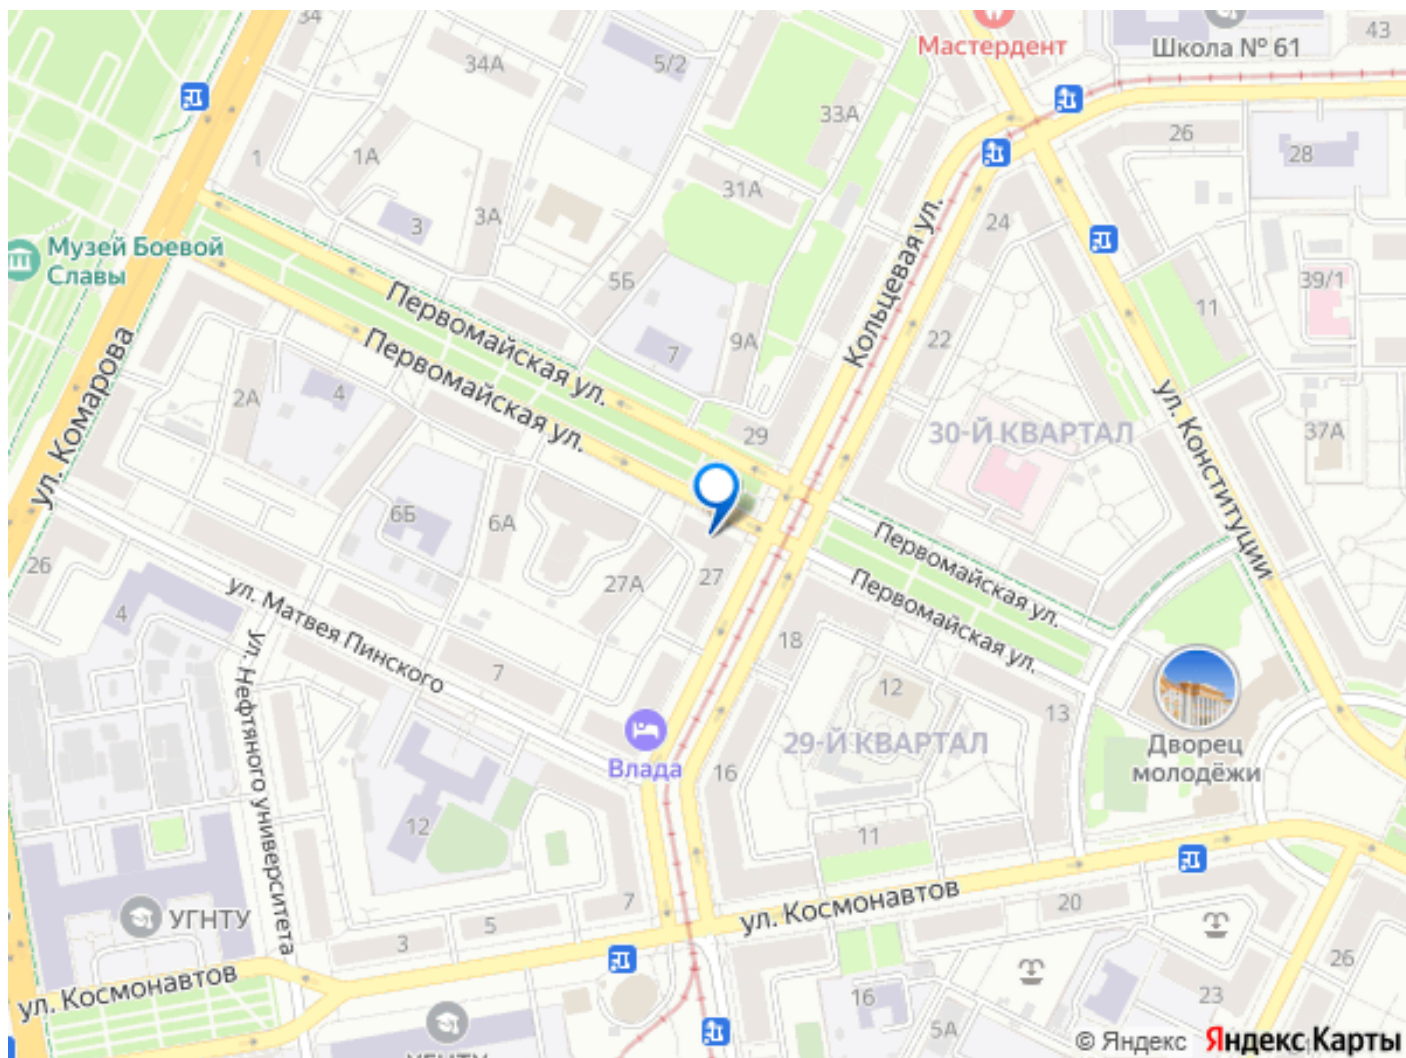 34
34А
5/2
Мастердент
Школа № 61
43
33А
26
28
1
1А
31А
3А
3
24
Музей Боевой
Славы
5Б
39/1
11
Кольцевая ул.
Первомайская ул.
Первомайская ул.
7
9А
22
ул. Комарова
2А
4
29
30-Й КВАРТАЛ
ул. Конституции
37А
6Б
6А
26
27
27А
Первомайская ул.
Первомайская ул.
ул. Матвея Пинского
4
18
7
12
13
ул. Нефтяного университета
29-Й КВАРТАЛ
Влада
16
Дворец
молодёжи
12
11
УГНТУ
7
5
3
ул. Космонавтов
20
ул. Космонавтов
26
16
23
5А
УГНТУ
© Яндекс
Яндекс Карты